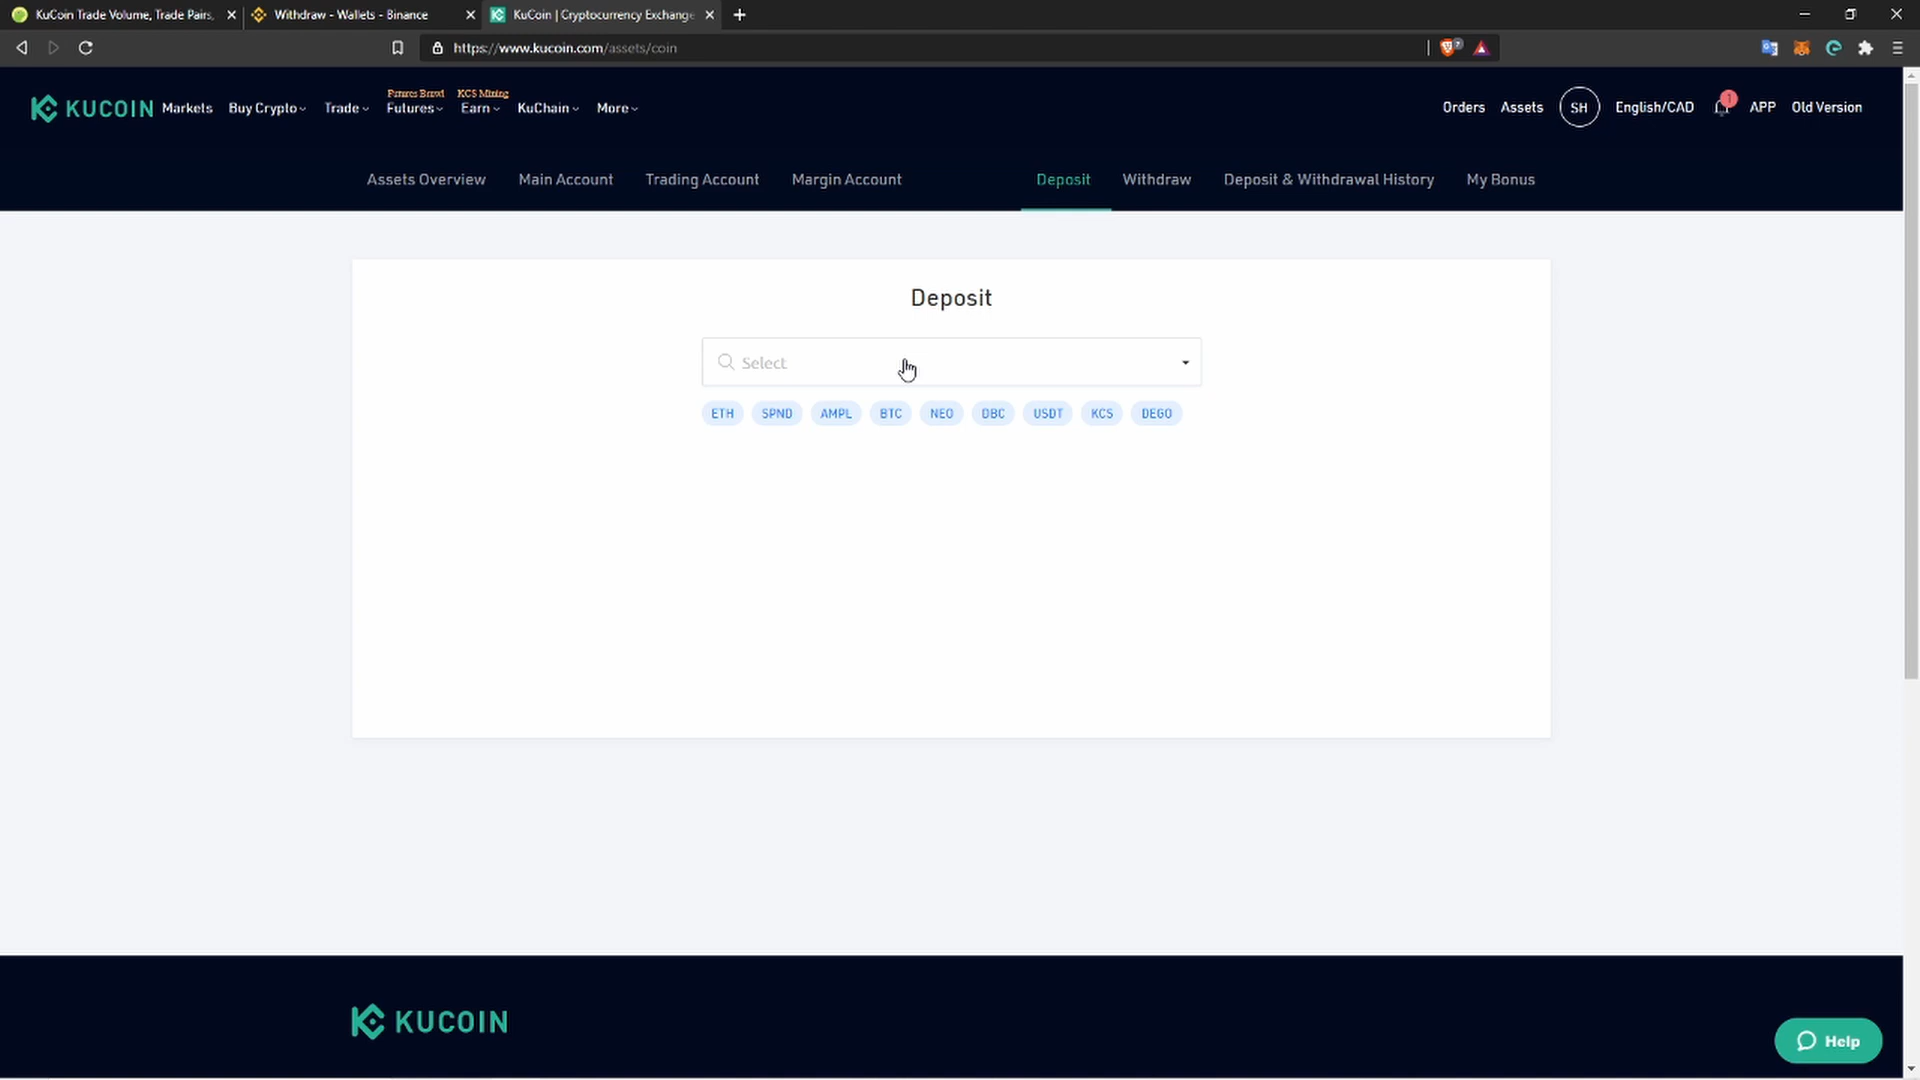 KuCoin Trade Volume, Trade Pairs,
Withdraw - Wallets - Binance
KuCoin | Cryptocurrency Exchange
https://www.kucoin.com/assets/coin
Futures Brawl KCS Mining
KUCOIN Markets Buy Crypto Trade Futures Earn KuChain More
Orders Assets SH English/CAD 1 APP Old Version
Assets Overview Main Account Trading Account Margin Account Deposit Withdraw Deposit & Withdrawal History My Bonus
Deposit
Select
ETH SPND AMPL BTC NEO DBC USDT KCS DEGO
KUCOIN
Help